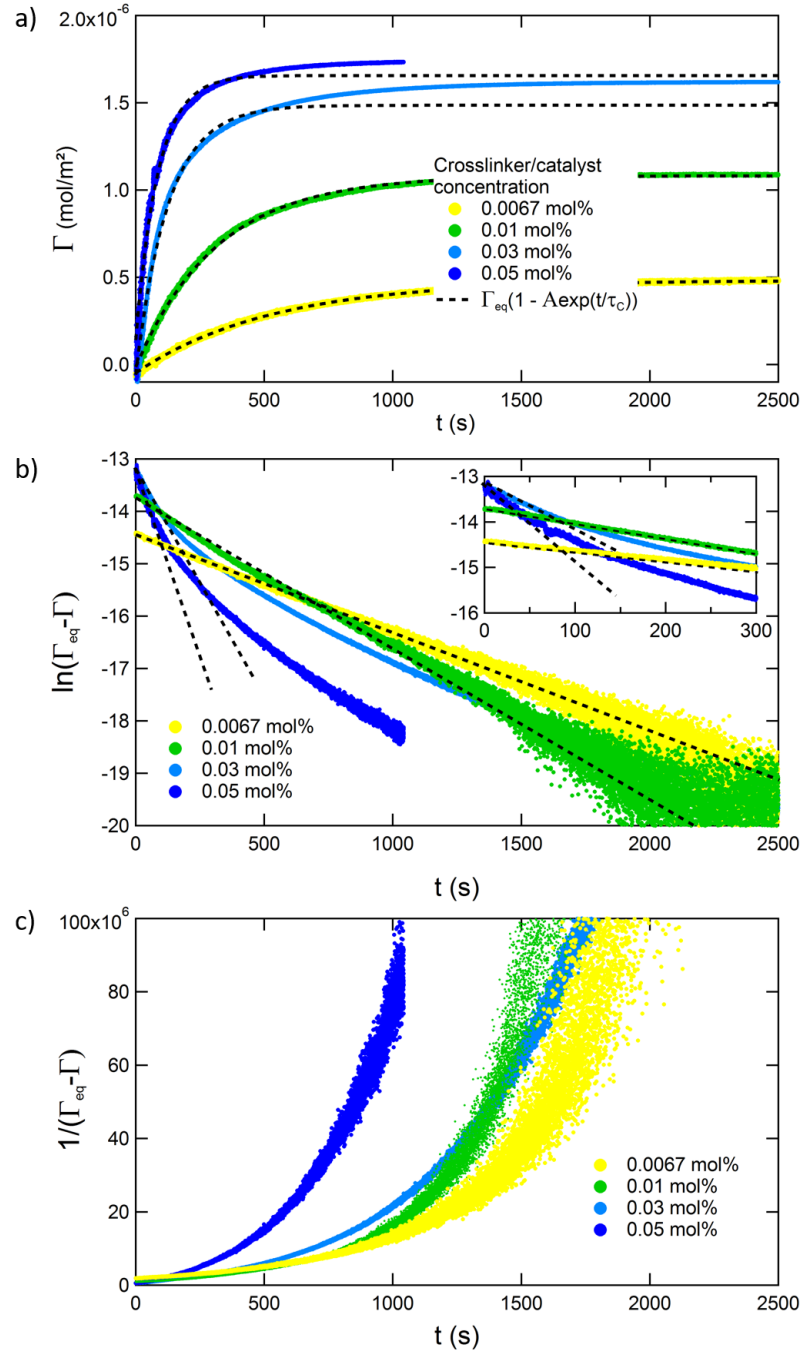 a)
2.0x10⁻⁶
1.5
1.0
0.5
0.0
Γ (mol/m²)
Crosslinker/catalyst
concentration
0.0067 mol%
0.01 mol%
0.03 mol%
0.05 mol%
Γeq(1 - Aexp(t/τC))
0
500
1000
1500
2000
2500
t (s)
b)
-13
-14
-15
-16
-17
-18
-19
-20
ln(Γeq-Γ)
-13
-14
-15
-16
0
100
200
300
0.0067 mol%
0.01 mol%
0.03 mol%
0.05 mol%
0
500
1000
1500
2000
2500
t (s)
c)
100x10⁶
80
60
40
20
0
1/(Γeq-Γ)
0.0067 mol%
0.01 mol%
0.03 mol%
0.05 mol%
0
500
1000
1500
2000
2500
t (s)